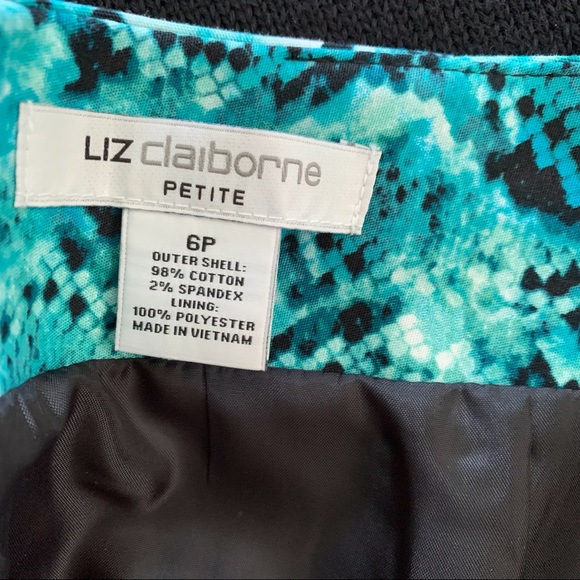 LIZ claiborne
PETITE
6P
OUTER SHELL:
98% COTTON
2% SPANDEX
LINING:
100% POLYESTER
MADE IN VIETNAM